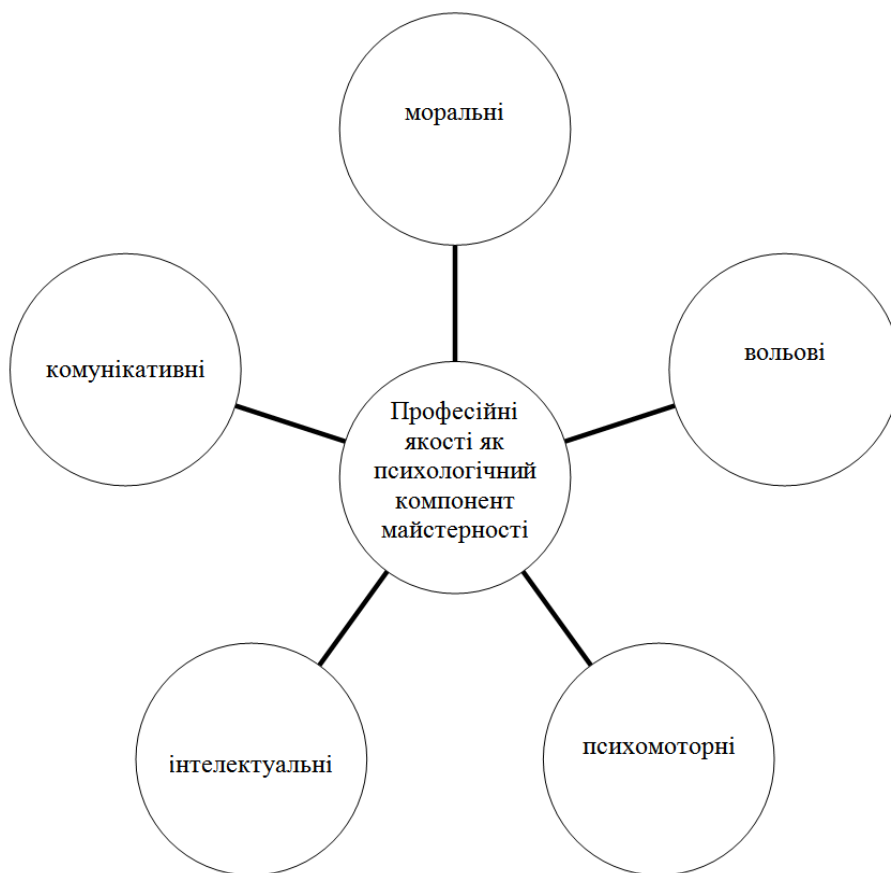 моральні
комунікативні
вольові
Професійні
якості як
психологічний
компонент
майстерності
інтелектуальні
психомоторні